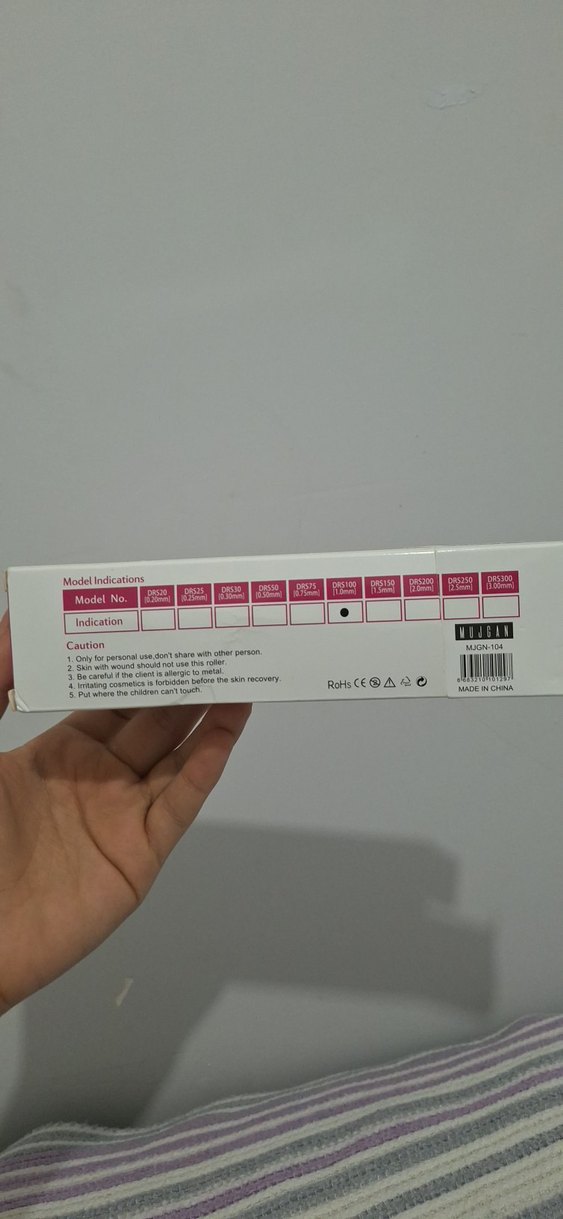 Model Indications
Model No. DRS20 (0.20mm) DRS25 (0.25mm) DRS30 (0.30mm) DRS50 (0.50mm) DRS75 (0.75mm) DRS100 (1.0mm) DRS150 (1.5mm) DRS200 (2.0mm) DRS250 (2.5mm) DRS300 (3.00mm)
Indication ●
Caution
1. Only for personal use,don't share with other person.
2. Skin with wound should not use this roller.
3. Be careful if the client is allergic to metal.
4. Irritating cosmetics is forbidden before the skin recovery.
5. Put where the children can't touch.
RoHs CE
MUJGAN
MJGN-104
MADE IN CHINA